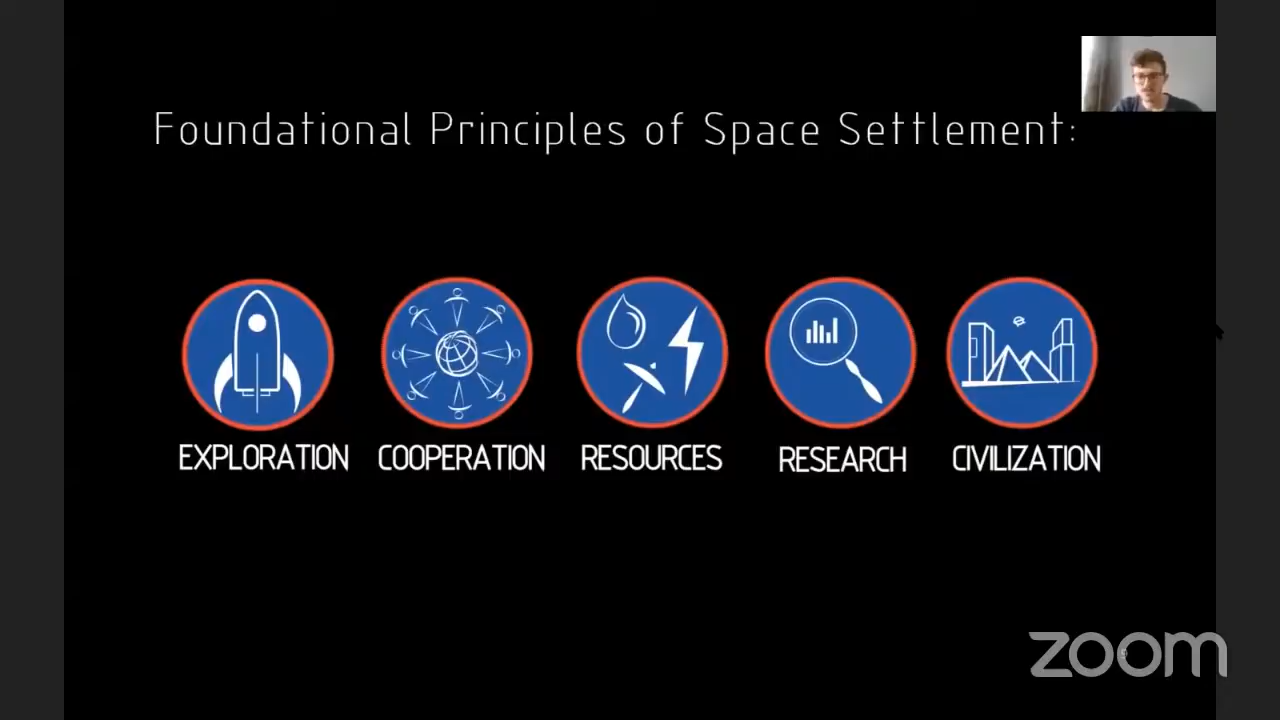 Foundational Principles of Space Settlement:
EXPLORATION COOPERATION RESOURCES RESEARCH CIVILIZATION
zoom